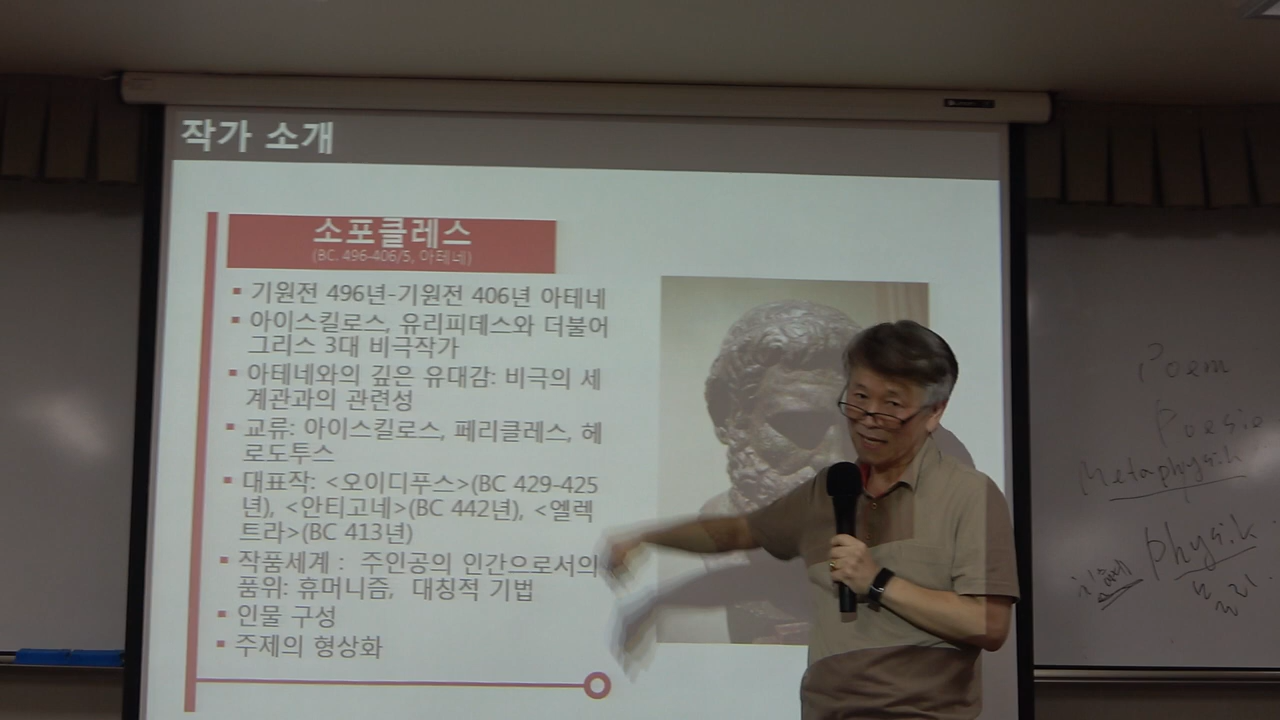 작가 소개
소포클레스
(BC. 496-406/5, 아테네)
▪ 기원전 496년-기원전 406년 아테네
▪ 아이스킬로스, 유리피데스와 더불어
그리스 3대 비극작가
▪ 아테네와의 깊은 유대감: 비극의 세
계관과의 관련성
▪ 교류: 아이스킬로스, 페리클레스, 헤
로도투스
▪ 대표작: <오이디푸스>(BC 429-425
년), <안티고네>(BC 442년), <엘렉
트라>(BC 413년)
▪ 작품세계 : 주인공의 인간으로서의
품위: 휴머니즘, 대칭적 기법
▪ 인물 구성
▪ 주제의 형상화
Poem
Poesie
Metaphysik
Physik
물리